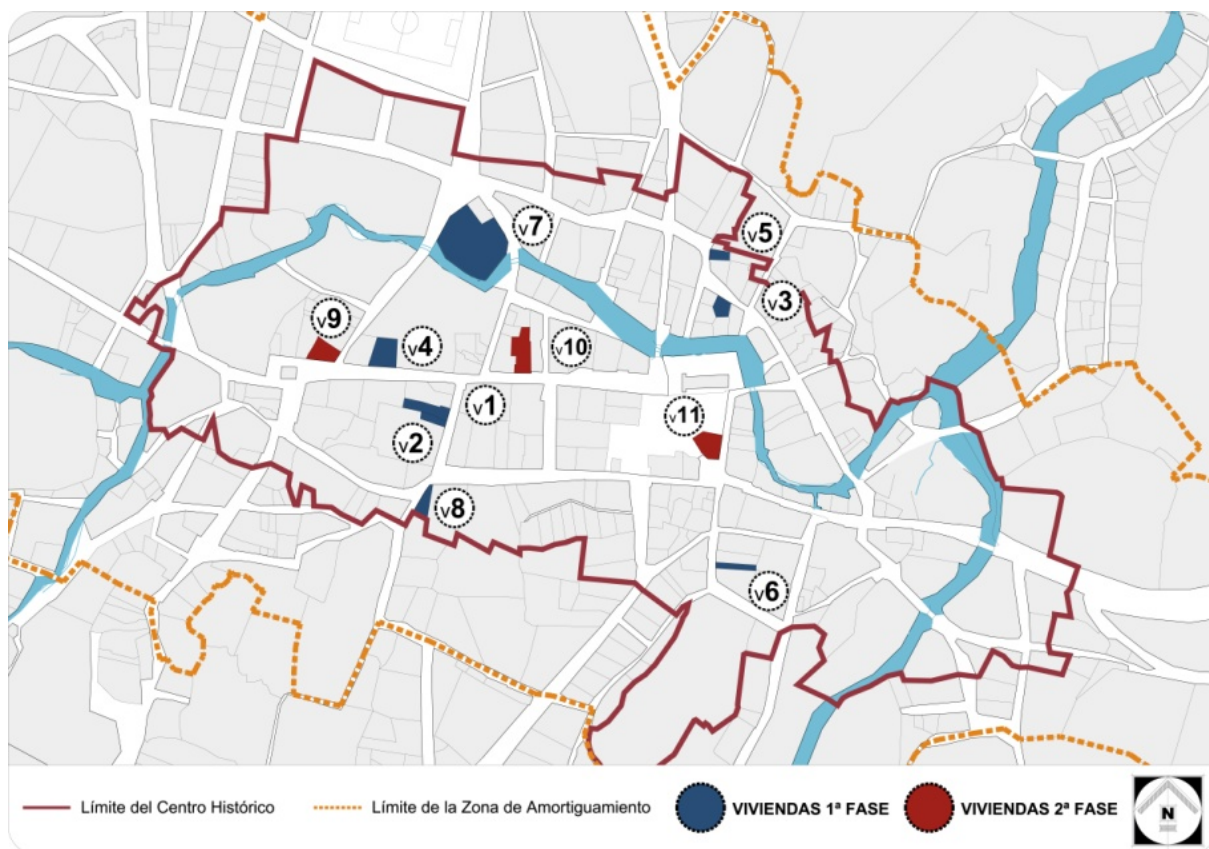 v7
v5
v3
v9
v4
v10
v1
v11
v2
v8
v6
Límite del Centro Histórico
Límite de la Zona de Amortiguamiento
VIVIENDAS 1ª FASE
VIVIENDAS 2ª FASE
N